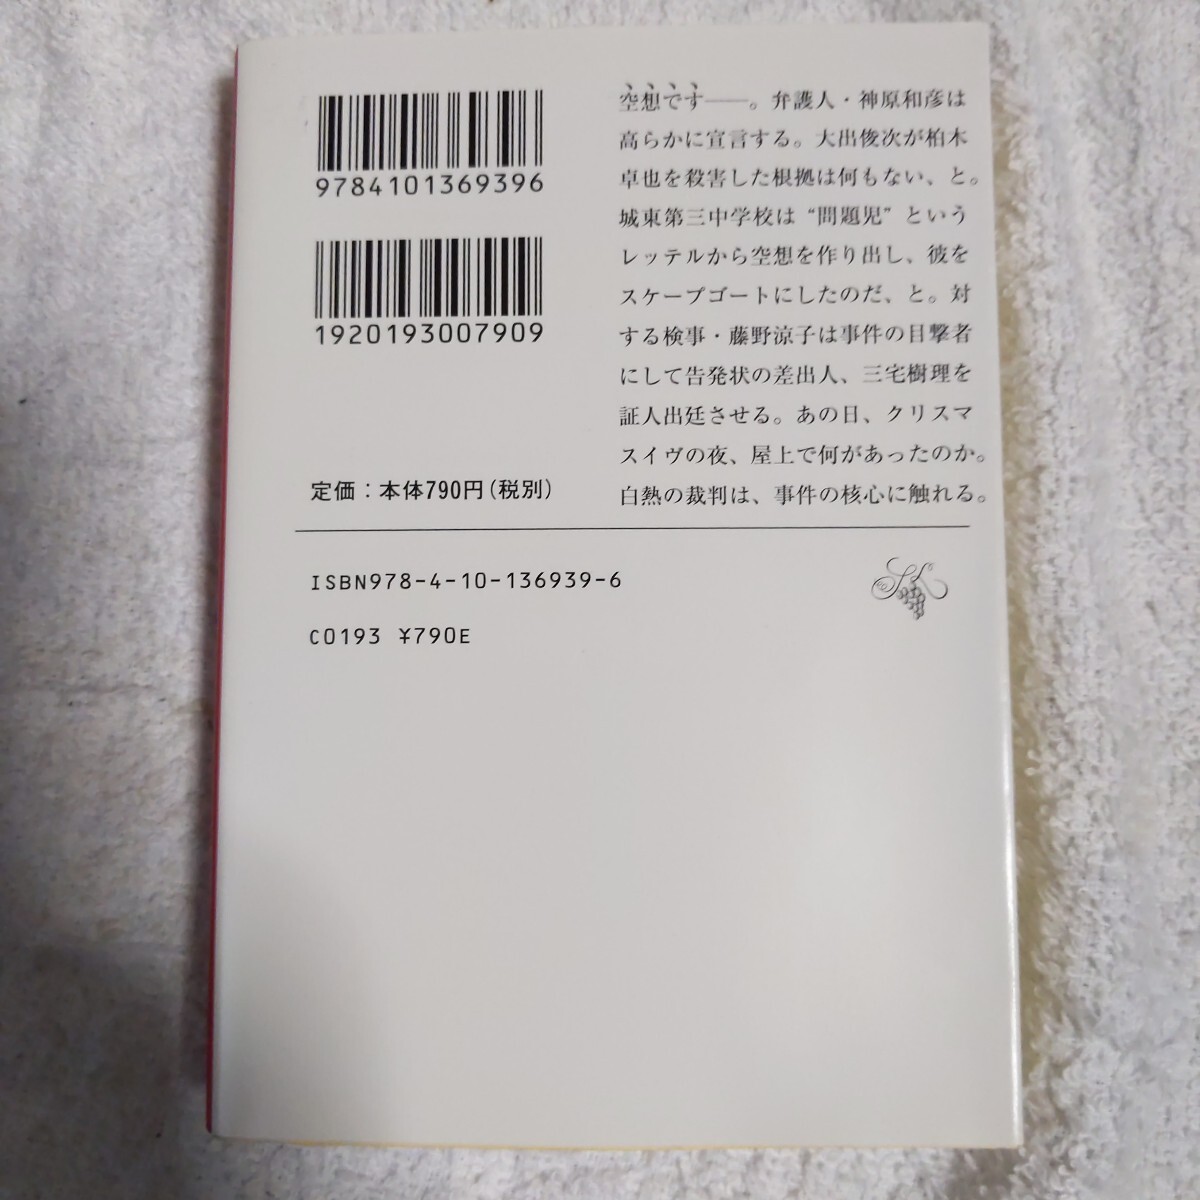 9784101369396
1920193007909
定価：本体790円（税別）
空想です――。弁護人・神原和彦は
高らかに宣言する。大出俊次が柏木
卓也を殺害した根拠は何もない、と。
城東第三中学校は“問題児”という
レッテルから空想を作り出し、彼を
スケープゴートにしたのだ、と。対
する検事・藤野涼子は事件の目撃者
にして告発状の差出人、三宅樹理を
証人出廷させる。あの日、クリスマ
スイヴの夜、屋上で何があったのか。
白熱の裁判は、事件の核心に触れる。
ISBN978-4-10-136939-6
C0193 ¥790E